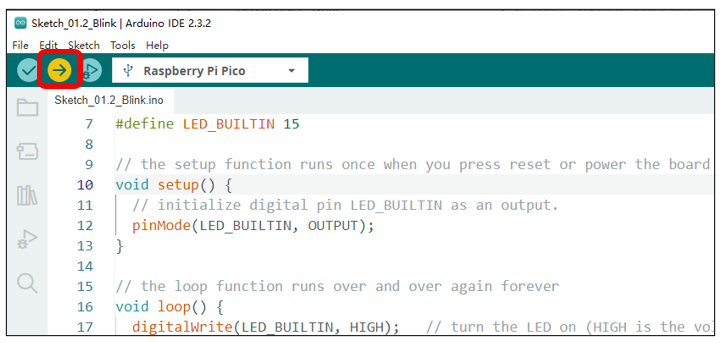 Sketch_01.2_Blink | Arduino IDE 2.3.2
File Edit Sketch Tools Help
Raspberry Pi Pico
Sketch_01.2_Blink.ino
7 #define LED_BUILTIN 15
8
9 // the setup function runs once when you press reset or power the board
10 void setup() {
11 // initialize digital pin LED_BUILTIN as an output.
12 pinMode(LED_BUILTIN, OUTPUT);
13 }
14
15 // the loop function runs over and over again forever
16 void loop() {
17 digitalWrite(LED_BUILTIN, HIGH); // turn the LED on (HIGH is the